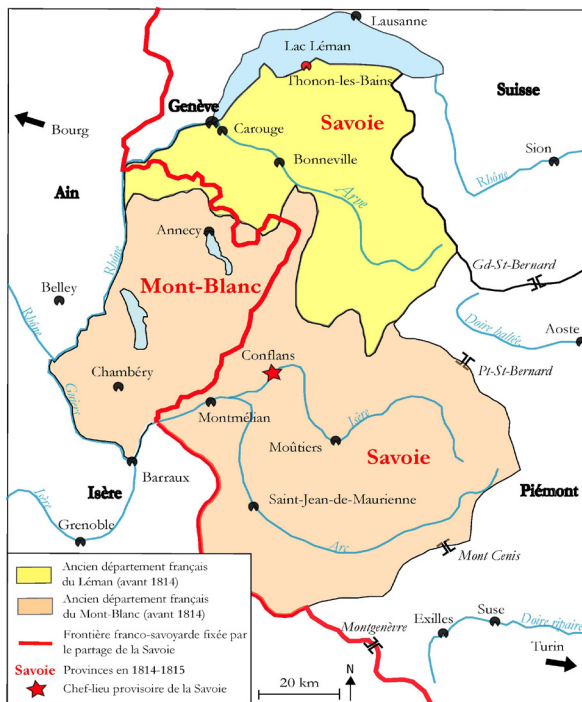 Lausanne
Lac Léman
Thonon-les-Bains
Suisse
Genève
Savoie
Carouge
Bourg
Bonneville
Sion
Rhône
Ain
Arve
Annecy
Rhône
Gd-St-Bernard
Mont-Blanc
Belley
Rhône
Doire baltée
Aoste
Conflans
Pt-St-Bernard
Chambéry
Guiers
Montmélian
Isère
Moûtiers
Savoie
Barraux
Isère
Piémont
Isère
Saint-Jean-de-Maurienne
Grenoble
Arc
Mont Cenis
Ancien département français
du Léman (avant 1814)
Ancien département français
du Mont-Blanc (avant 1814)
Exilles
Suse
Doire ripaire
Montgenèvre
Frontière franco-savoyarde fixée par
le partage de la Savoie
Turin
Savoie Provinces en 1814-1815
Chef-lieu provisoire de la Savoie
20 km
N